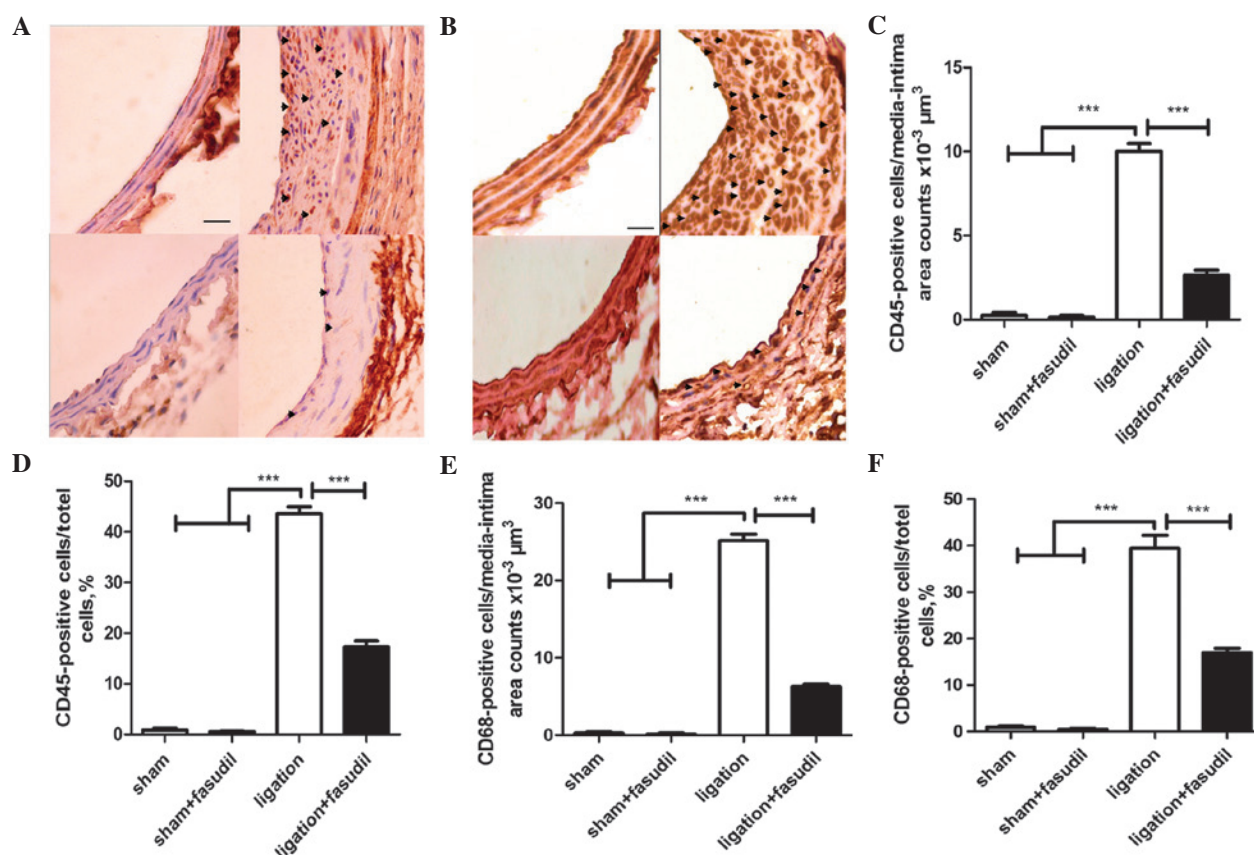 A
B
C
CD45-positive cells/media-intima
area counts x10⁻³ µm³
15
10
5
0
***
***
sham
sham+fasudil
ligation
ligation+fasudil
D
CD45-positive cells/totel
cells,%
50
40
30
20
10
0
***
***
sham
sham+fasudil
ligation
ligation+fasudil
E
CD68-positive cells/media-intima
area counts x10⁻³ µm³
30
20
10
0
***
***
sham
sham+fasudil
ligation
ligation+fasudil
F
CD68-positive cells/totel
cells,%
50
40
30
20
10
0
***
***
sham
sham+fasudil
ligation
ligation+fasudil